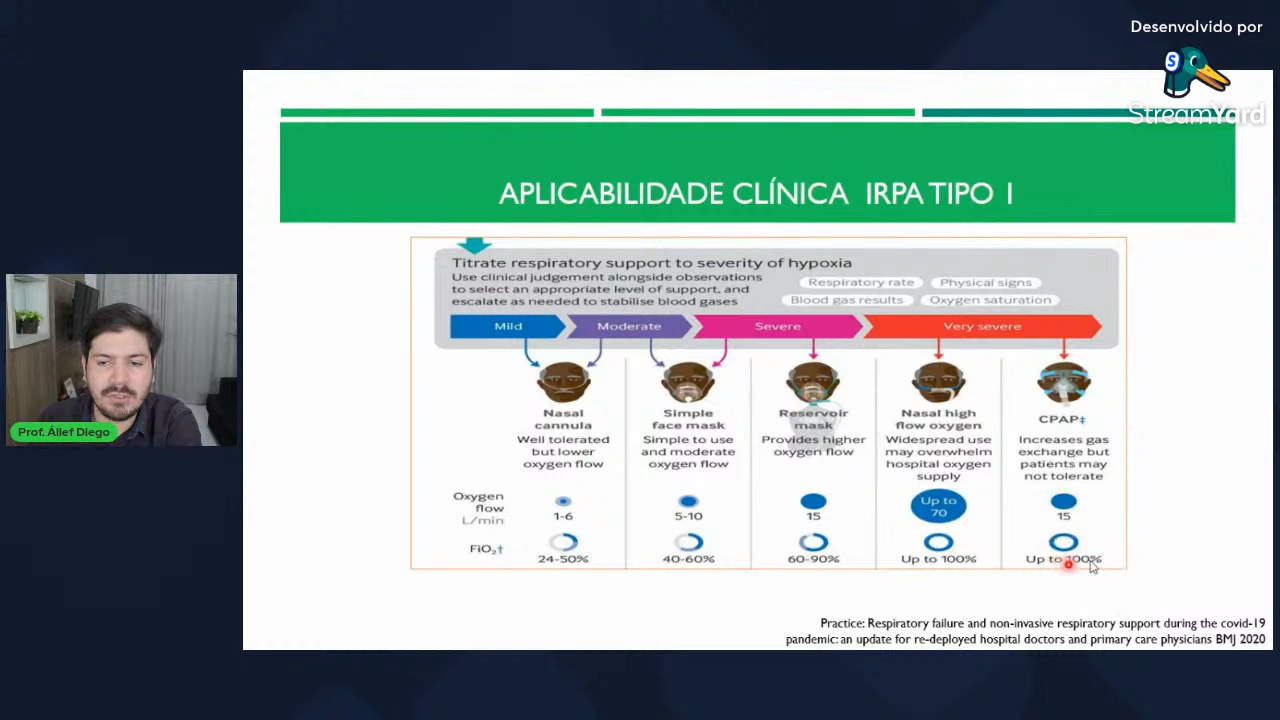 Desenvolvido por
StreamYard
APLICABILIDADE CLÍNICA IRPA TIPO I
Titrate respiratory support to severity of hypoxia
Use clinical judgement alongside observations
to select an appropriate level of support, and
escalate as needed to stabilise blood gases
Respiratory rate
Physical signs
Blood gas results
Oxygen saturation
Mild
Moderate
Severe
Very severe
Nasal
cannula
Well tolerated
but lower
oxygen flow
Simple
face mask
Simple to use
and moderate
oxygen flow
Reservoir
mask
Provides higher
oxygen flow
Nasal high
flow oxygen
Widespread use
may overwhelm
hospital oxygen
supply
CPAP‡
Increases gas
exchange but
patients may
not tolerate
Oxygen
flow
L/min
1-6
5-10
15
Up to
70
15
FiO₂†
24-50%
40-60%
60-90%
Up to 100%
Up to 100%
Prof. Állef Diego
Practice: Respiratory failure and non-invasive respiratory support during the covid-19
pandemic: an update for re-deployed hospital doctors and primary care physicians BMJ 2020